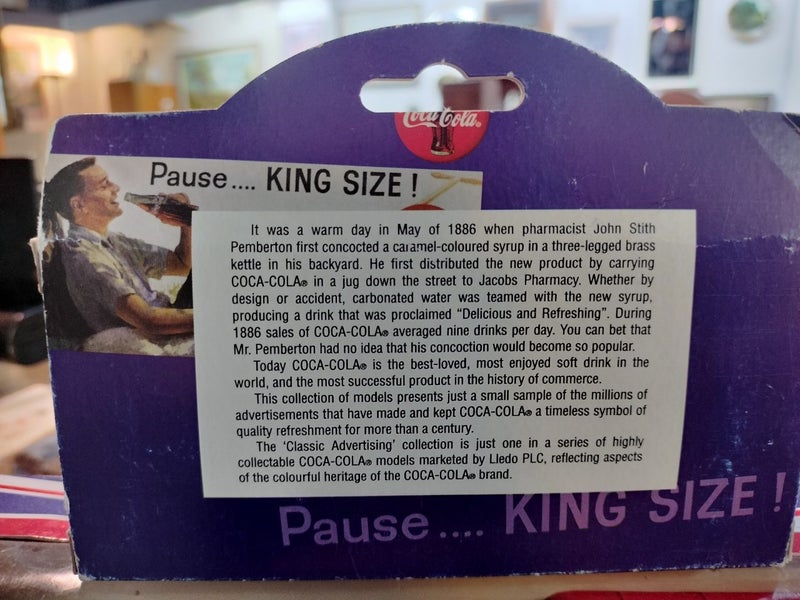 Coca-Cola®
Pause.... KING SIZE !
It was a warm day in May of 1886 when pharmacist John Stith
Pemberton first concocted a caramel-coloured syrup in a three-legged brass
kettle in his backyard. He first distributed the new product by carrying
COCA-COLA® in a jug down the street to Jacobs Pharmacy. Whether by
design or accident, carbonated water was teamed with the new syrup,
producing a drink that was proclaimed “Delicious and Refreshing”. During
1886 sales of COCA-COLA® averaged nine drinks per day. You can bet that
Mr. Pemberton had no idea that his concoction would become so popular.
Today COCA-COLA® is the best-loved, most enjoyed soft drink in the
world, and the most successful product in the history of commerce.
This collection of models presents just a small sample of the millions of
advertisements that have made and kept COCA-COLA® a timeless symbol of
quality refreshment for more than a century.
The ‘Classic Advertising’ collection is just one in a series of highly
collectable COCA-COLA® models marketed by Lledo PLC, reflecting aspects
of the colourful heritage of the COCA-COLA® brand.
Pause.... KING SIZE !